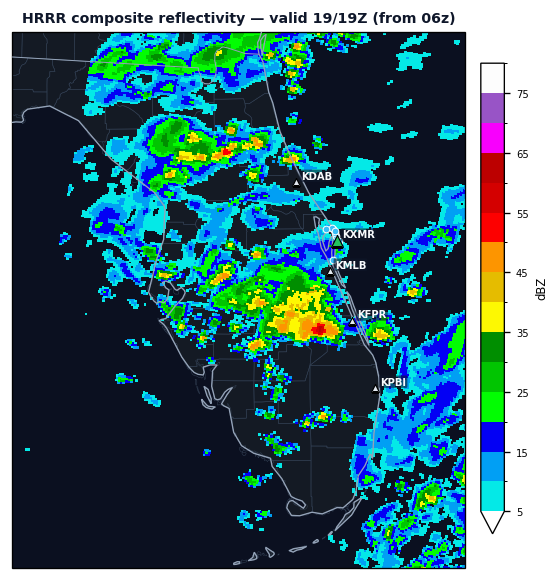 HRRR composite reflectivity — valid 19/19Z (from 06z)
KDAB
KXMR
KMLB
KFPR
KPBI
75
65
55
45
35
25
15
5
dBZ